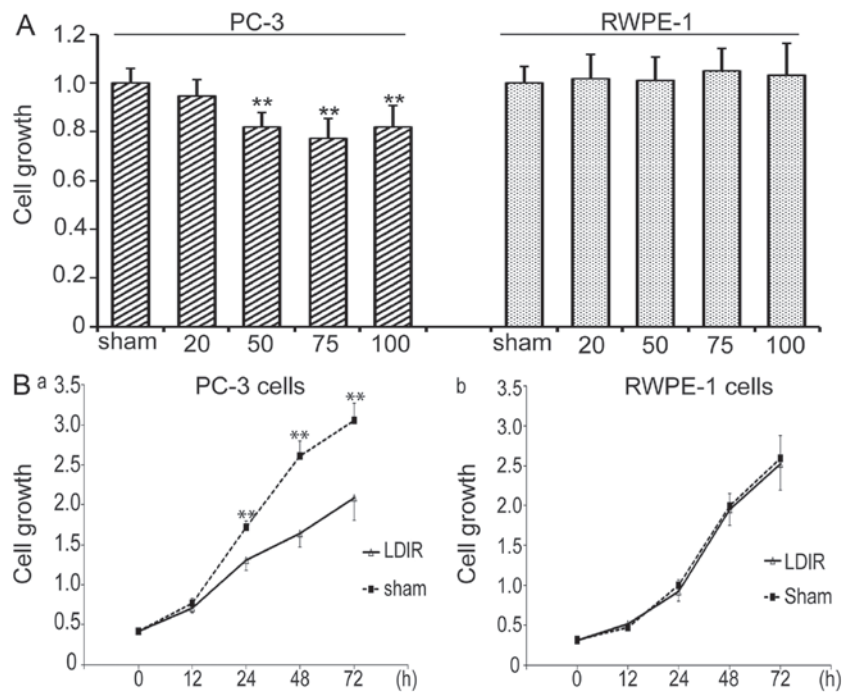 A
PC-3 RWPE-1
Cell growth
1.2
1.0
0.8
0.6
0.4
0.2
0
** ** **
sham 20 50 75 100 sham 20 50 75 100
B a PC-3 cells
Cell growth
3.5
3.0
2.5
2.0
1.5
1.0
0.5
0
** ** **
LDIR
sham
0 12 24 48 72 (h)
b RWPE-1 cells
Cell growth
3.5
3.0
2.5
2.0
1.5
1.0
0.5
0
LDIR
Sham
0 12 24 48 72 (h)